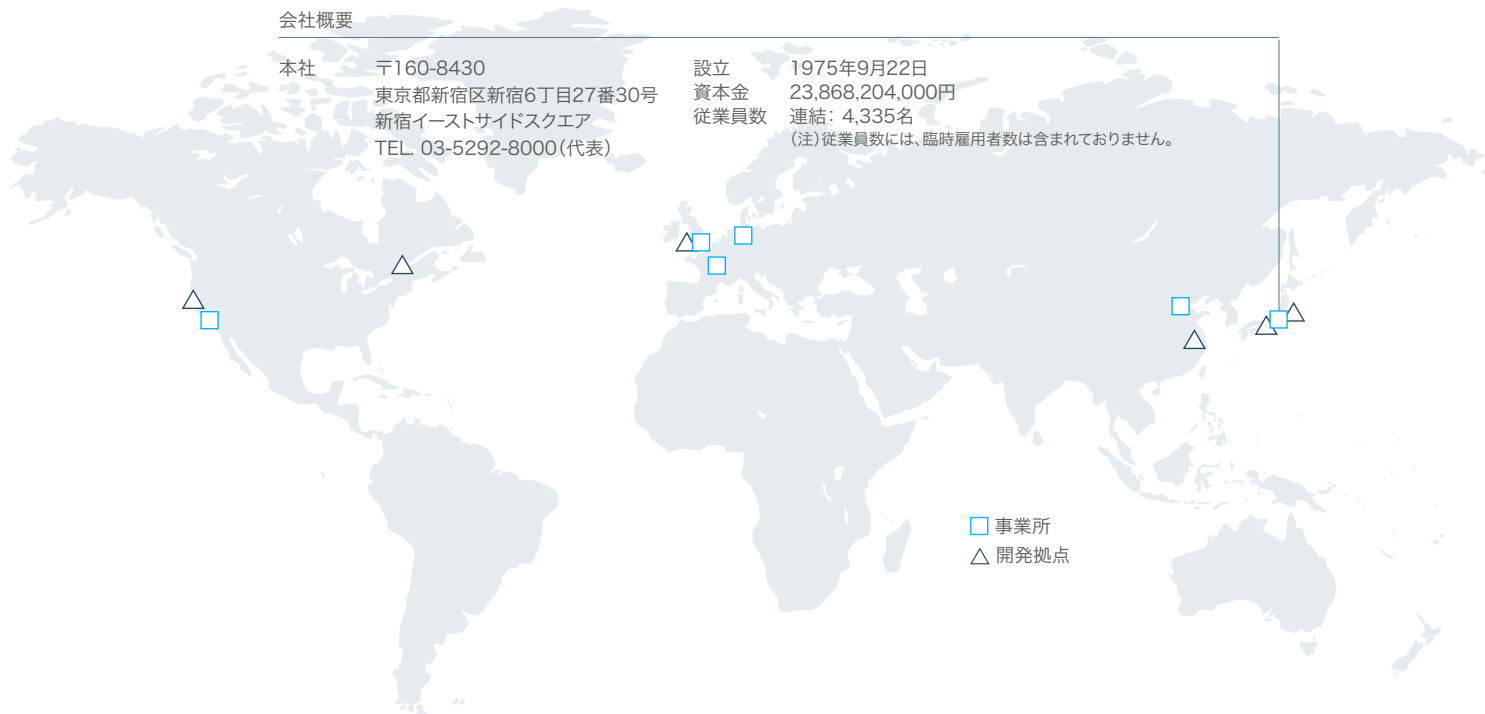 会社概要
本社 〒160-8430
東京都新宿区新宿6丁目27番30号
新宿イーストサイドスクエア
TEL. 03-5292-8000（代表）
設立 1975年9月22日
資本金 23,868,204,000円
従業員数 連結： 4,335名
（注）従業員数には、臨時雇用者数は含まれておりません。
事業所
開発拠点